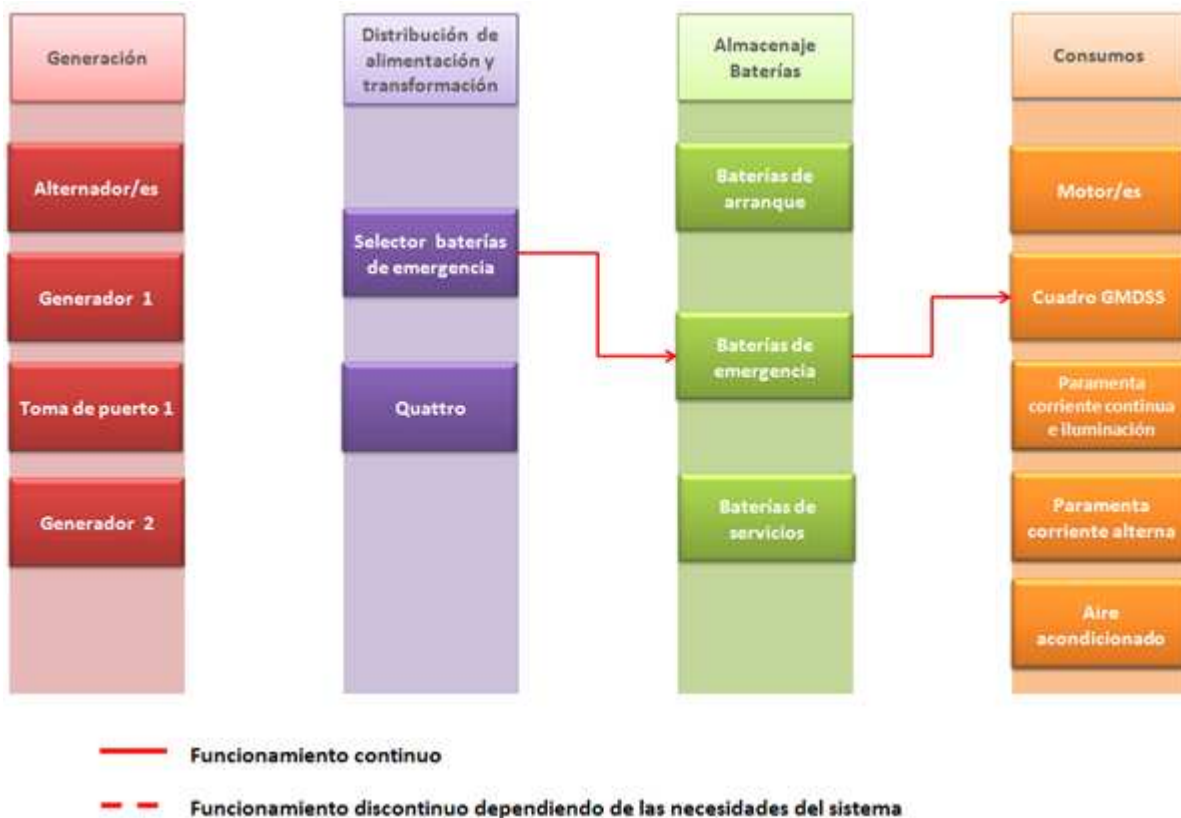 Generación
Alternador/es
Generador 1
Toma de puerto 1
Generador 2
Distribución de
alimentación y
transformación
Selector baterías
de emergencia
Quattro
Almacenaje
Baterías
Baterías de
arranque
Baterías de
emergencia
Baterías de
servicios
Consumos
Motor/es
Cuadro GMDSS
Paramenta
corriente continua
e iluminación
Paramenta
corriente alterna
Aire
acondicionado
Funcionamiento continuo
Funcionamiento discontinuo dependiendo de las necesidades del sistema